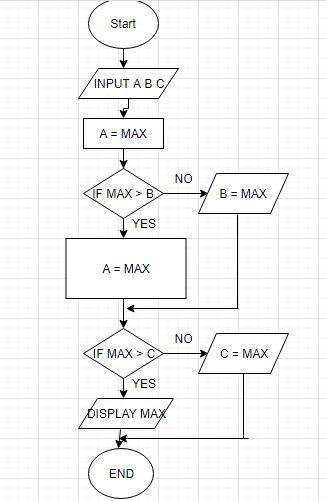 Start
INPUT A B C
A = MAX
IF MAX > B
NO
B = MAX
YES
A = MAX
IF MAX > C
NO
C = MAX
YES
DISPLAY MAX
END